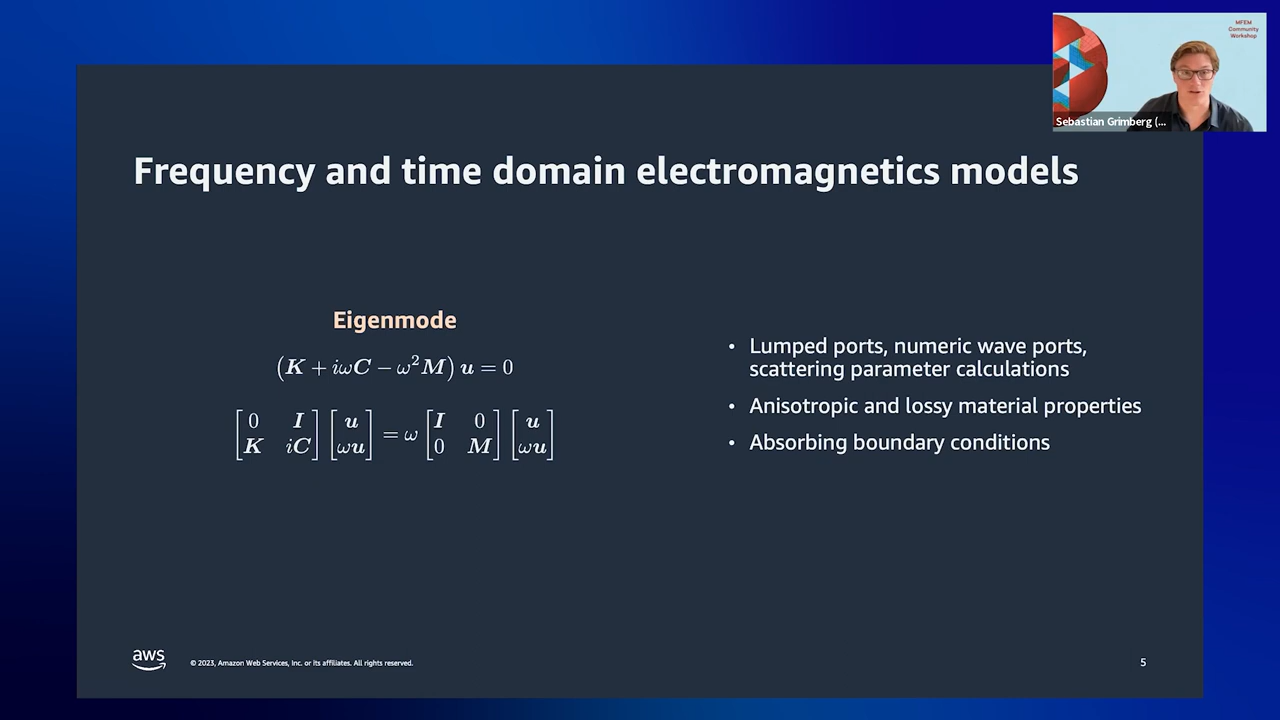 MFEM
Community
Workshop
Sebastian Grimberg (...
Frequency and time domain electromagnetics models
Eigenmode
(K + iωC − ω²M) u = 0
[0 I; K iC] [u; ωu] = ω [I 0; 0 M] [u; ωu]
• Lumped ports, numeric wave ports,
scattering parameter calculations
• Anisotropic and lossy material properties
• Absorbing boundary conditions
aws
© 2023, Amazon Web Services, Inc. or its affiliates. All rights reserved.
5